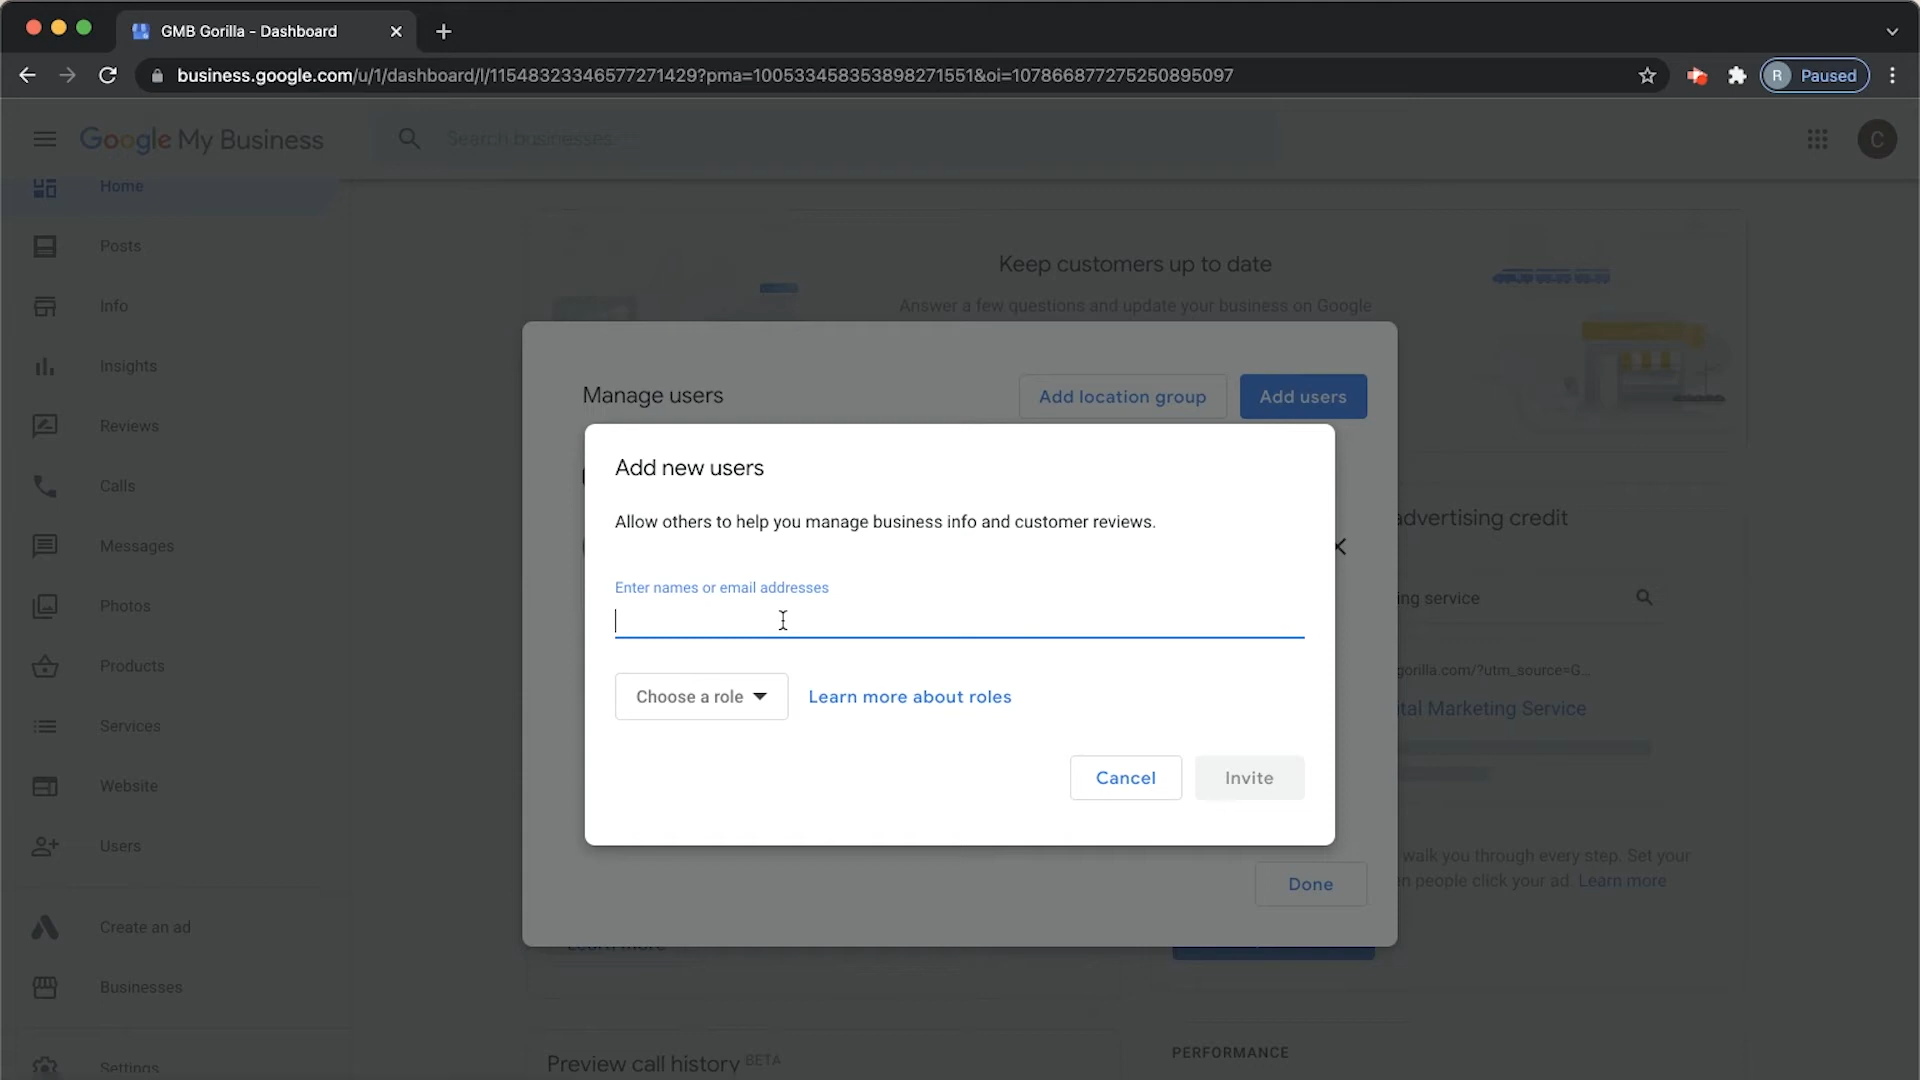 GMB Gorilla - Dashboard
business.google.com/u/1/dashboard/l/11548323346577271429?pma=100533458353898271551&oi=107866877275250895097
R Paused
Google My Business
Search businesses
C
Home
Posts
Info
Insights
Reviews
Calls
Messages
Photos
Products
Services
Website
Users
Create an ad
Businesses
Settings
Keep customers up to date
Answer a few questions and update your business on Google
Manage users
Add location group
Add users
Add new users
Allow others to help you manage business info and customer reviews.
Enter names or email addresses
Choose a role
Learn more about roles
Cancel
Invite
Done
advertising credit
ing service
gorilla.com/?utm_source=G...
ital Marketing Service
walk you through every step. Set your
n people click your ad. Learn more
Learn more
Preview call history BETA
PERFORMANCE